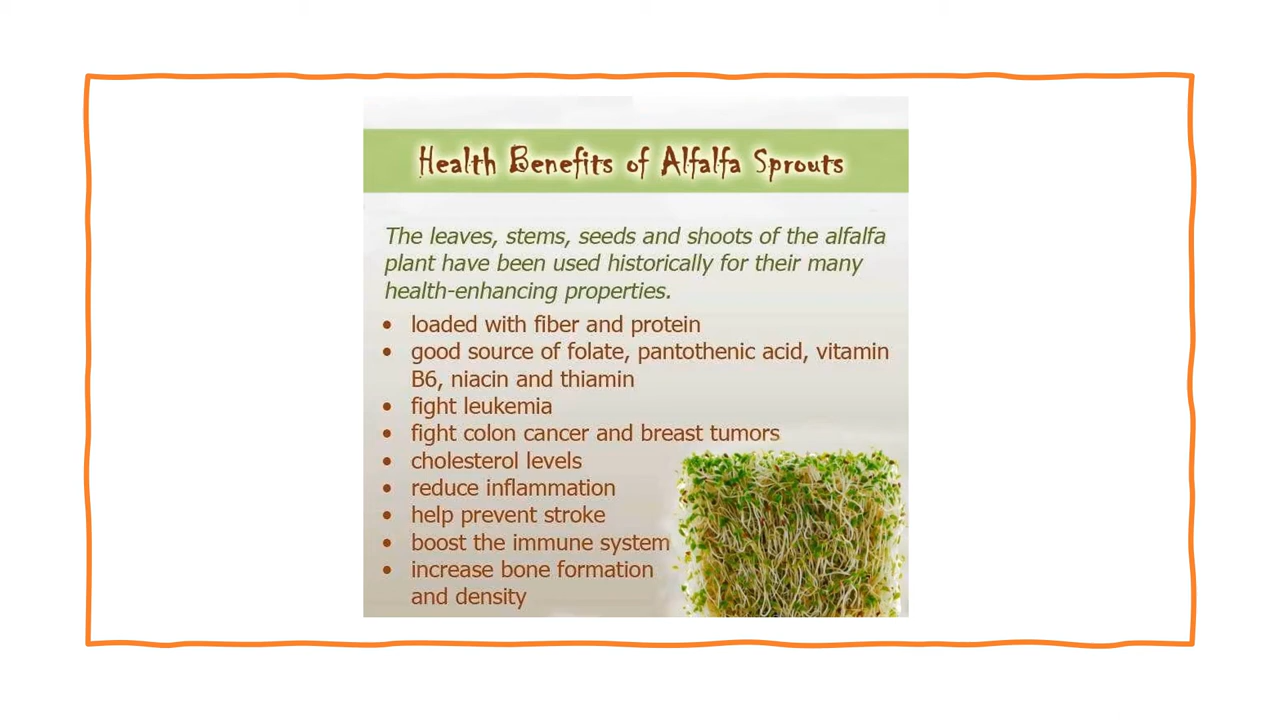 Health Benefits of Alfalfa Sprouts
The leaves, stems, seeds and shoots of the alfalfa
plant have been used historically for their many
health-enhancing properties.
• loaded with fiber and protein
• good source of folate, pantothenic acid, vitamin
B6, niacin and thiamin
• fight leukemia
• fight colon cancer and breast tumors
• cholesterol levels
• reduce inflammation
• help prevent stroke
• boost the immune system
• increase bone formation
and density